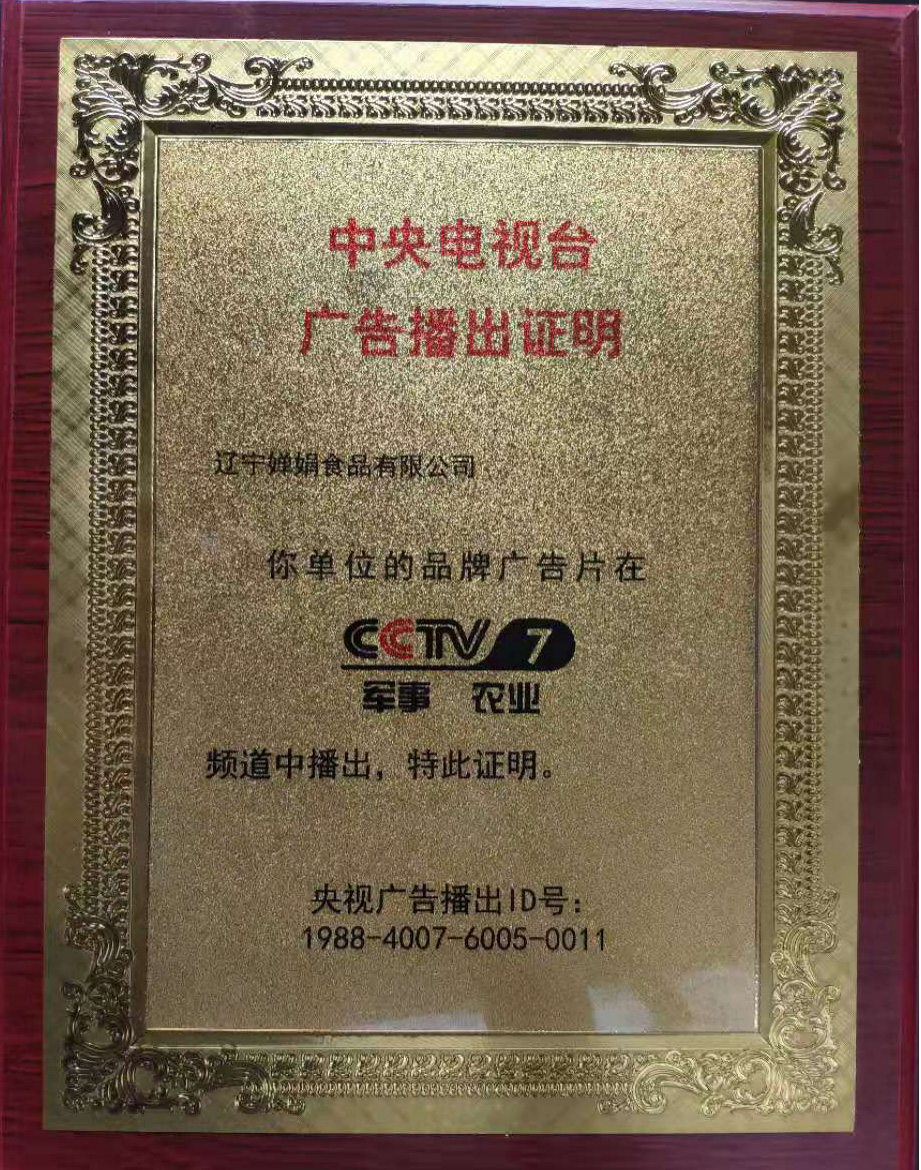 中央电视台
广告播出证明
辽宁婵娟食品有限公司
你单位的品牌广告片在
CCTV 7
军事 农业
频道中播出，特此证明。
央视广告播出ID号：
1988-4007-6005-0011